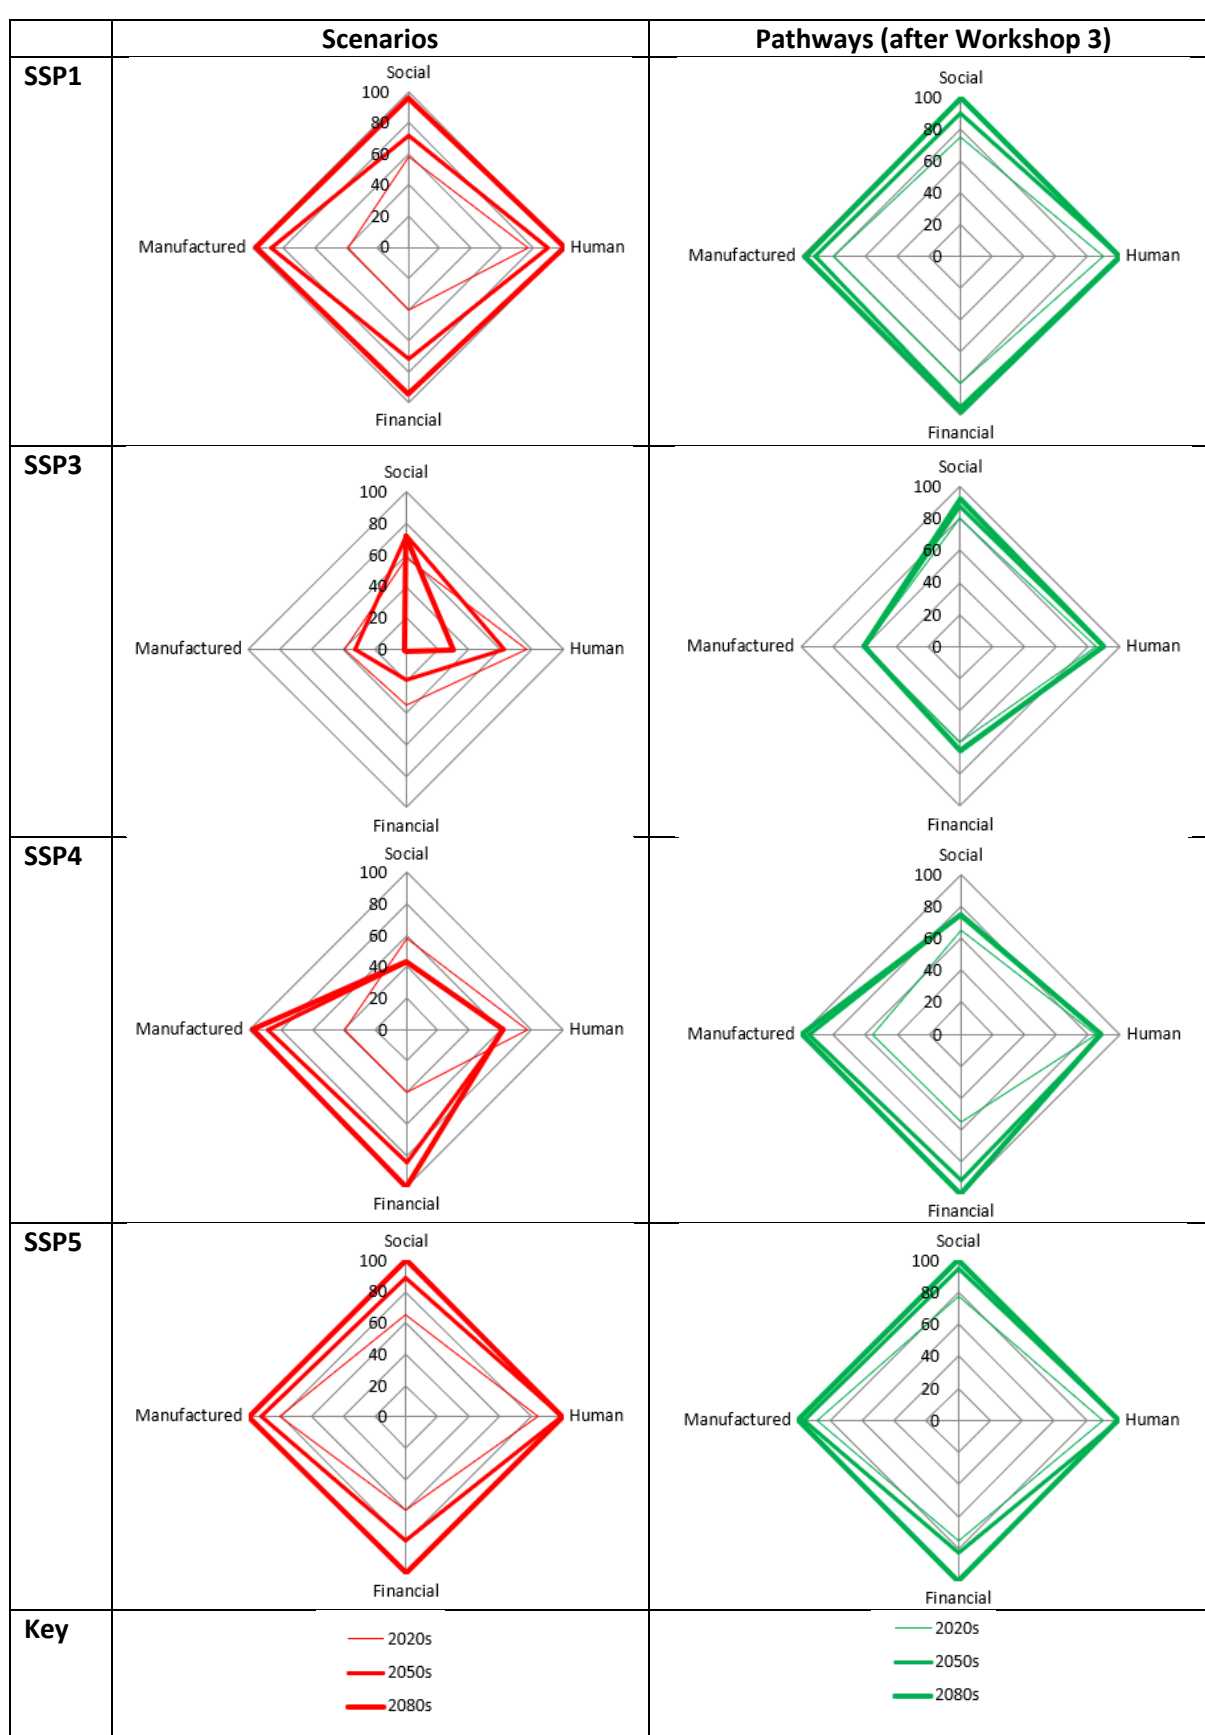 Scenarios
Pathways (after Workshop 3)
SSP1
Social
100
80
60
40
20
0
Manufactured
Human
Financial
Social
100
80
60
40
20
0
Manufactured
Human
Financial
SSP3
Social
100
80
60
40
20
0
Manufactured
Human
Financial
Social
100
80
60
40
20
0
Manufactured
Human
Financial
SSP4
Social
100
80
60
40
20
0
Manufactured
Human
Financial
Social
100
80
60
40
20
0
Manufactured
Human
Financial
SSP5
Social
100
80
60
40
20
0
Manufactured
Human
Financial
Social
100
80
60
40
20
0
Manufactured
Human
Financial
Key
2020s
2050s
2080s
2020s
2050s
2080s